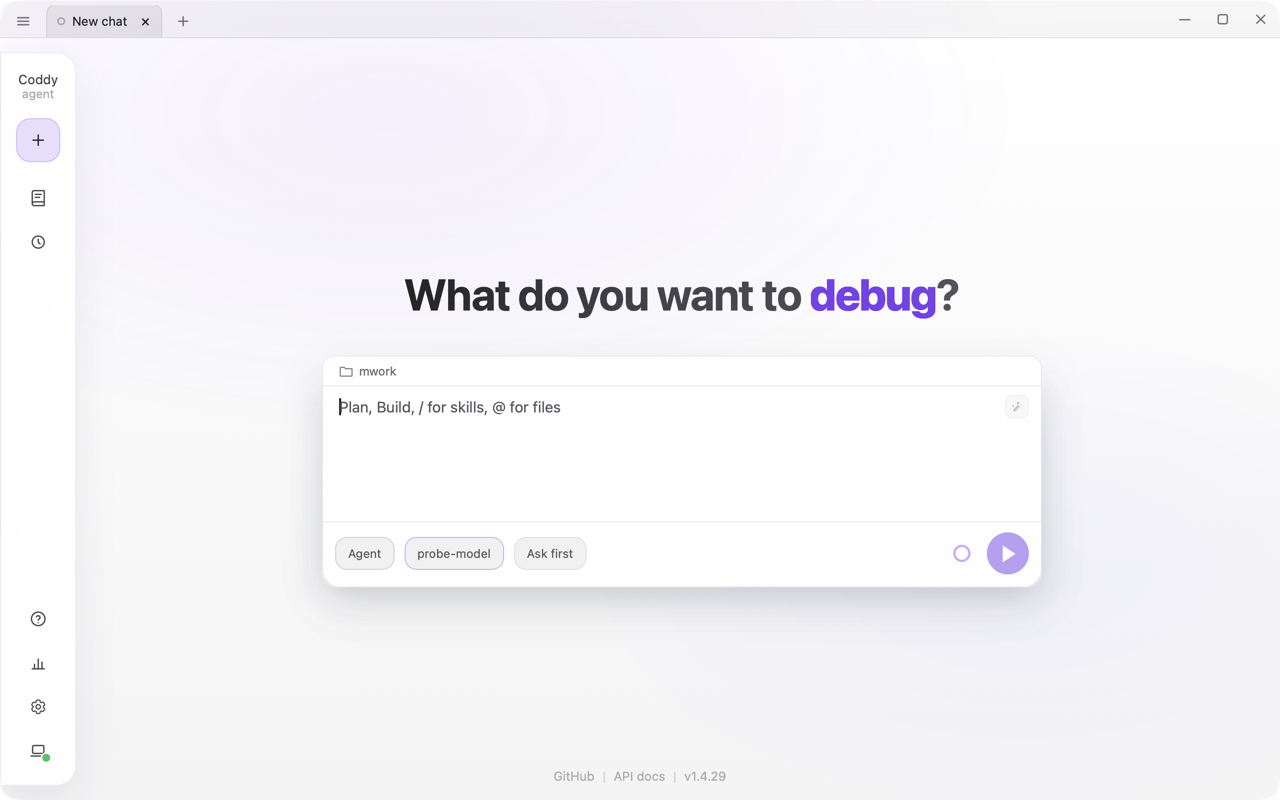 New chat
Coddy
agent
What do you want to debug?
mwork
Plan, Build, / for skills, @ for files
Agent
probe-model
Ask first
GitHub | API docs | v1.4.29